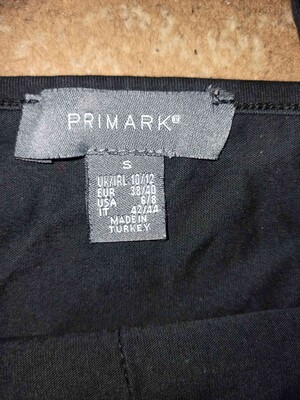 PRIMARK®
S
UK/IRL 10/12
EUR 38/40
USA 6/8
IT 42/44
MADE IN
TURKEY